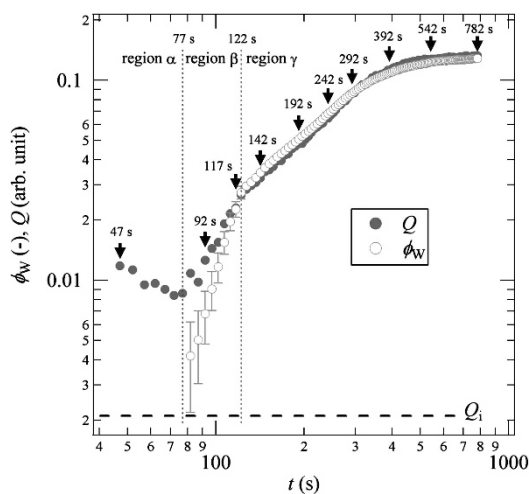 77 s 122 s
region α region β region γ
47 s
92 s
117 s
142 s
192 s
242 s
292 s
392 s
542 s
782 s
ϕW (-), Q (arb. unit)
0.1
8
6
5
4
3
2
0.01
8
6
5
4
3
2
Q
ϕW
Qi
4 5 6 7 8 9 100 2 3 4 5 6 7 8 9 1000
t (s)